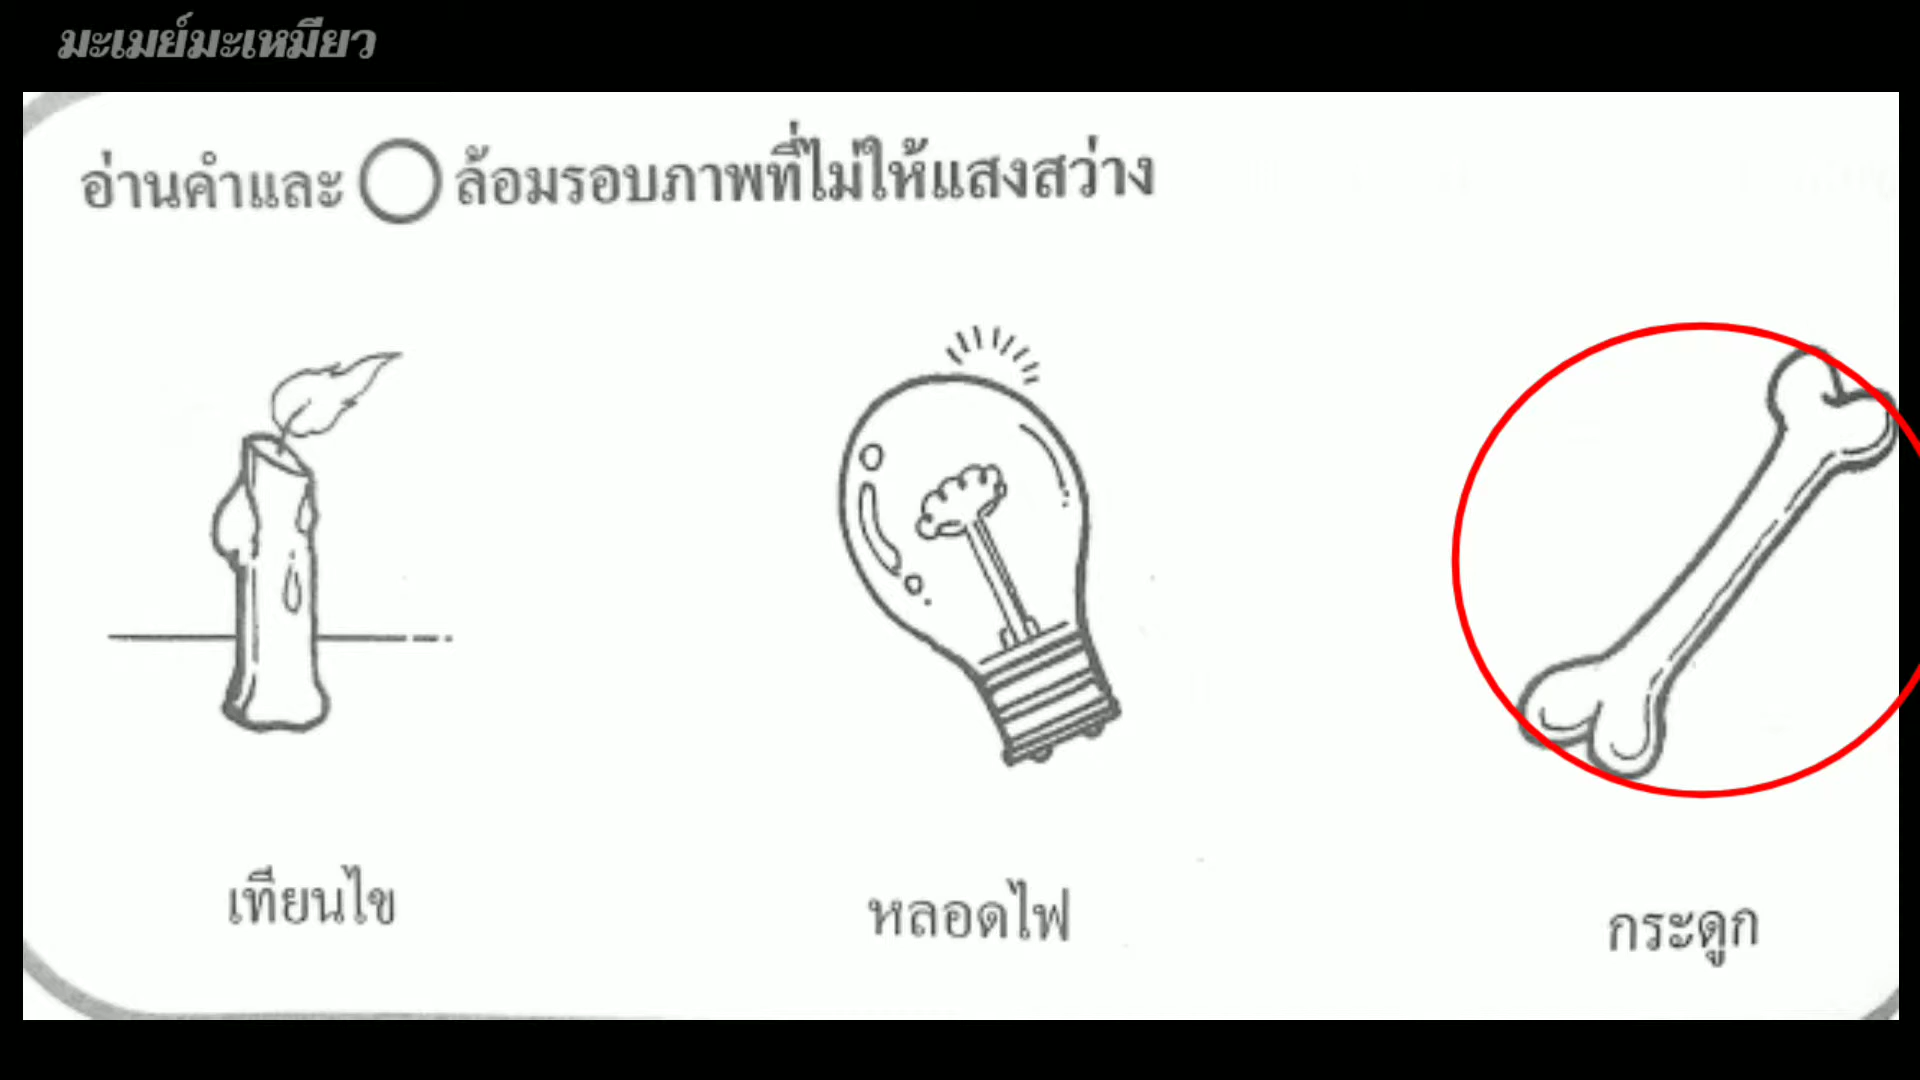 มะเมย์มะเหมียว
อ่านคำและ ล้อมรอบภาพที่ไม่ให้แสงสว่าง
เทียนไข
หลอดไฟ
กระดูก